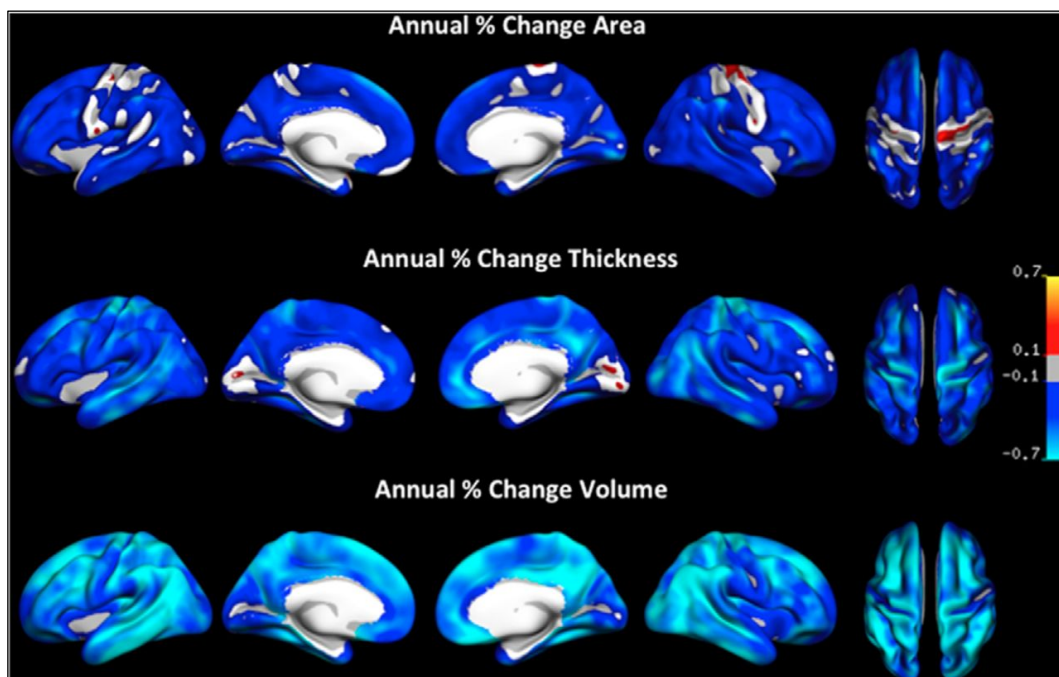 Annual % Change Area
Annual % Change Thickness
0.7
0.1
-0.1
-0.7
Annual % Change Volume